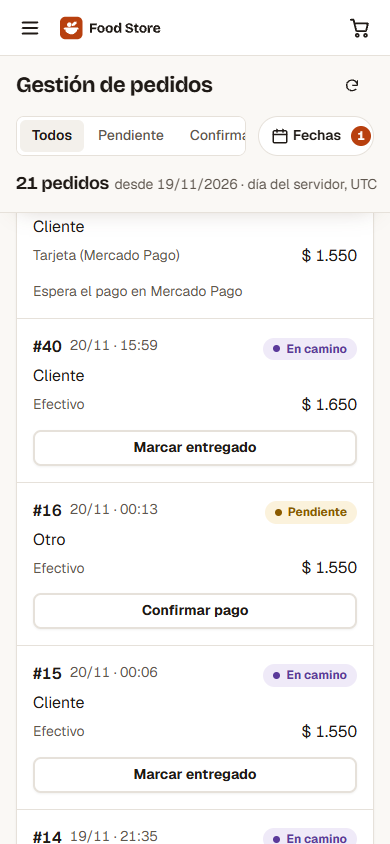 Food Store
Gestión de pedidos
Todos Pendiente Confirma Fechas 1
21 pedidos desde 19/11/2026 · día del servidor, UTC
Cliente
Tarjeta (Mercado Pago) $ 1.550
Espera el pago en Mercado Pago
#40 20/11 · 15:59 En camino
Cliente
Efectivo $ 1.650
Marcar entregado
#16 20/11 · 00:13 Pendiente
Otro
Efectivo $ 1.550
Confirmar pago
#15 20/11 · 00:06 En camino
Cliente
Efectivo $ 1.550
Marcar entregado
#14 19/11 · 21:35 En camino